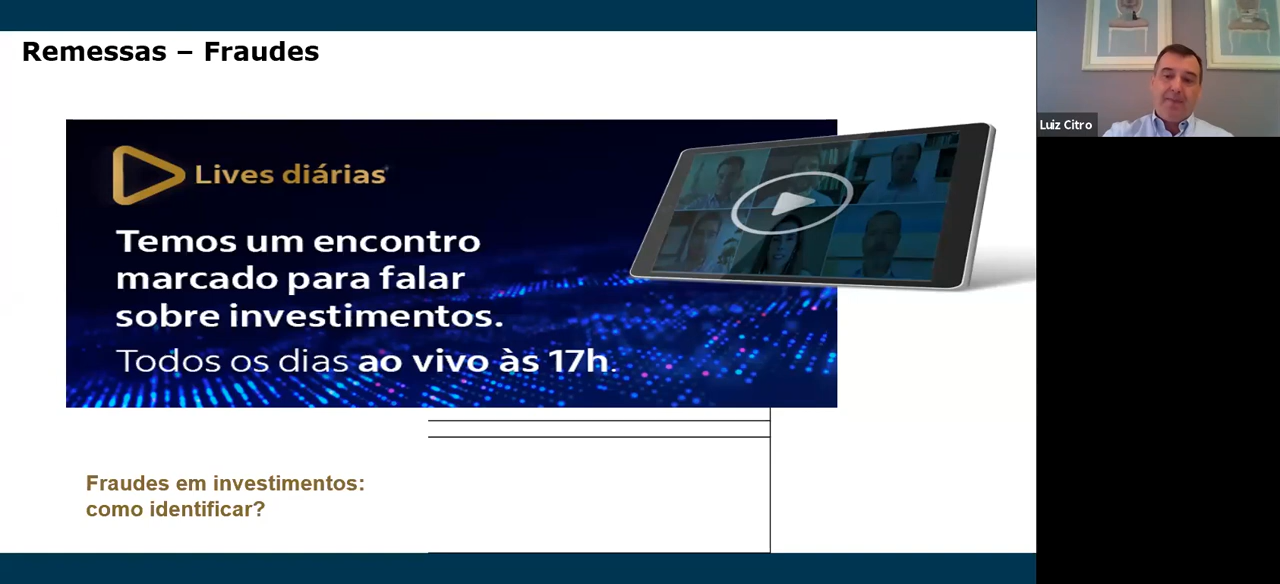 Remessas – Fraudes
Luiz Citro
Lives diárias
Temos um encontro
marcado para falar
sobre investimentos.
Todos os dias ao vivo às 17h.
Fraudes em investimentos:
como identificar?